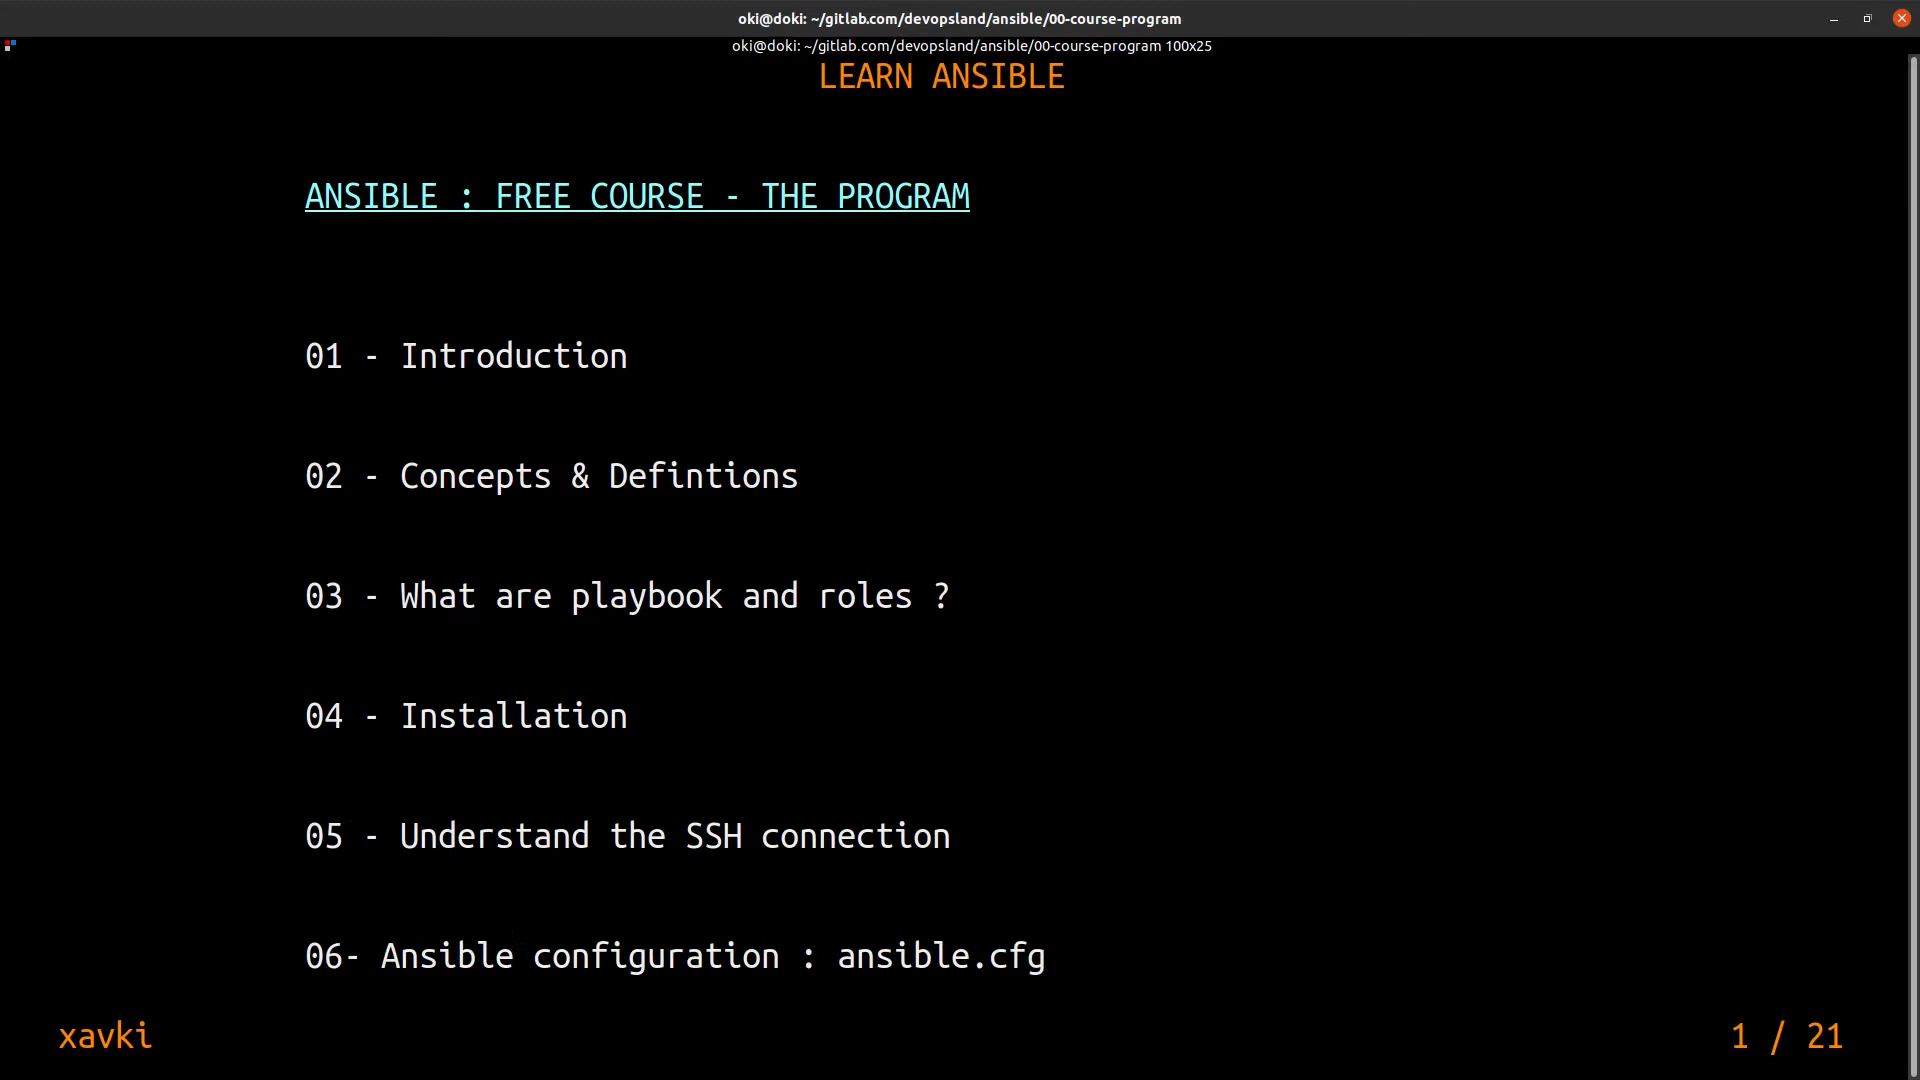 oki@doki: ~/gitlab.com/devopsland/ansible/00-course-program
oki@doki: ~/gitlab.com/devopsland/ansible/00-course-program 100x25
LEARN ANSIBLE
ANSIBLE : FREE COURSE - THE PROGRAM
01 - Introduction
02 - Concepts & Defintions
03 - What are playbook and roles ?
04 - Installation
05 - Understand the SSH connection
06- Ansible configuration : ansible.cfg
xavki
1 / 21